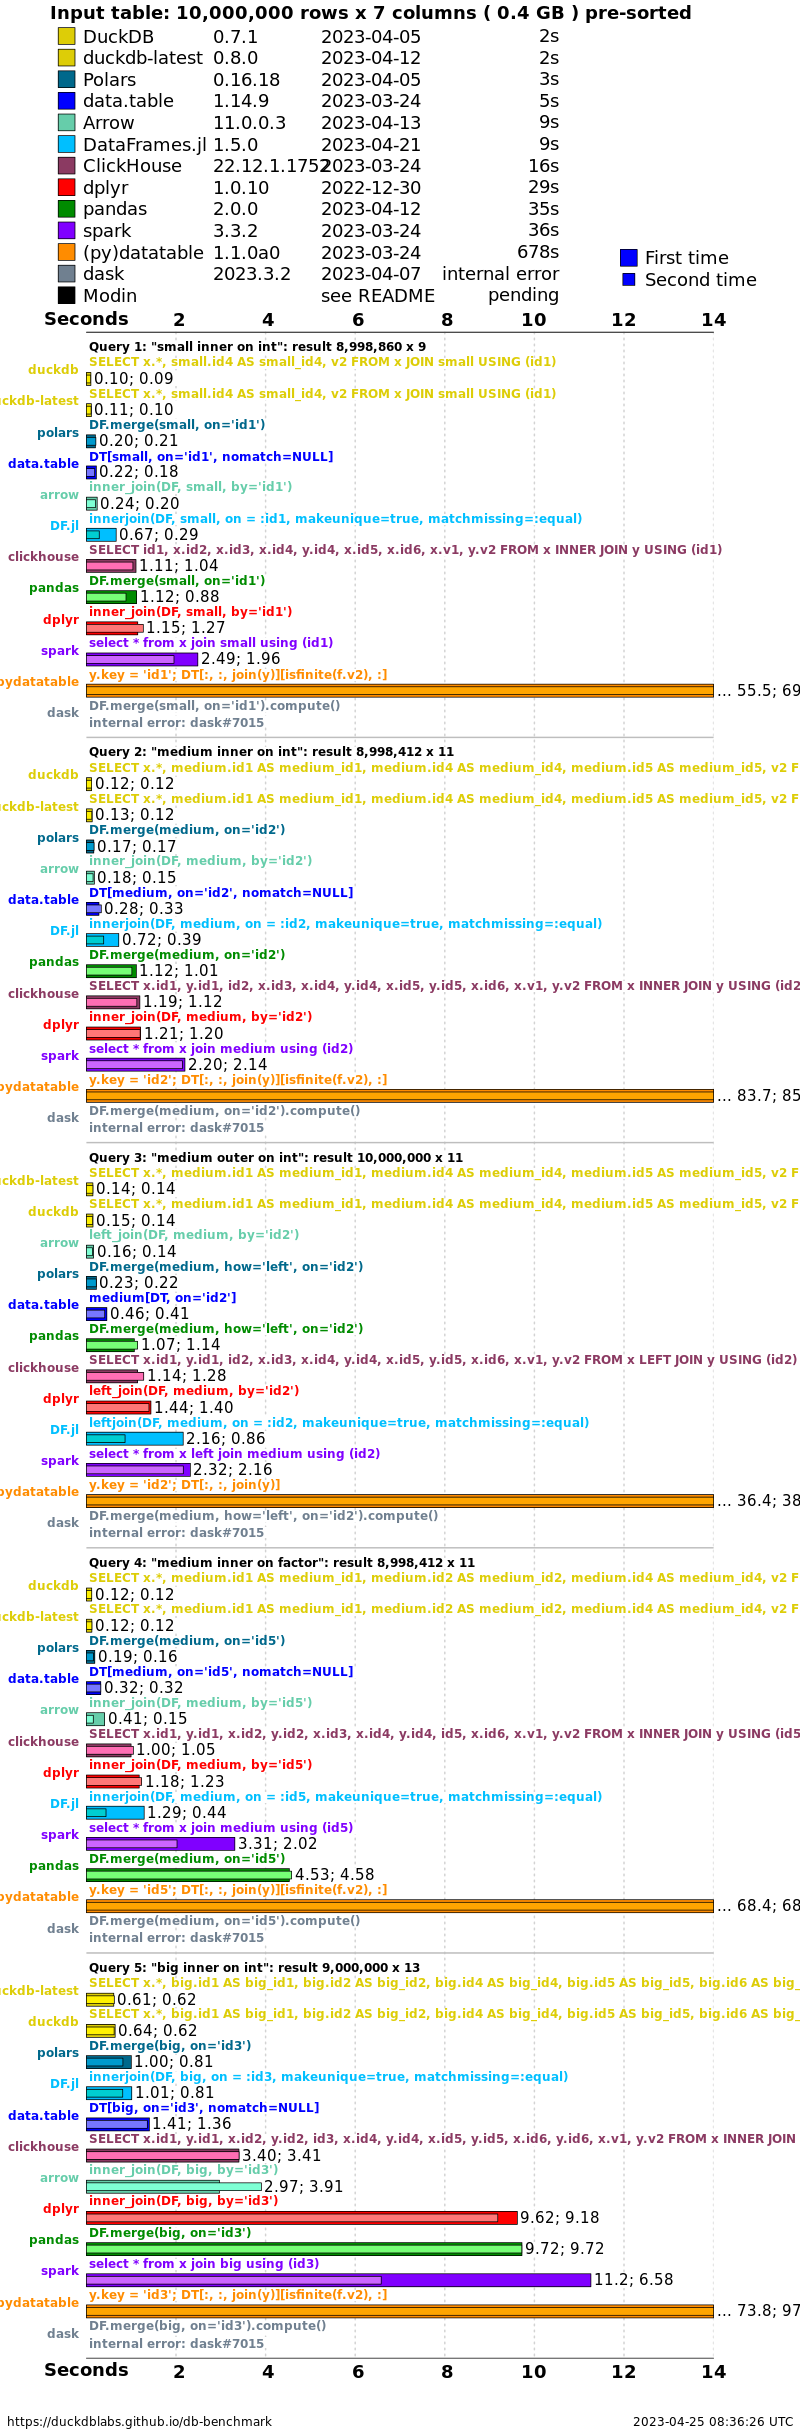 Input table: 10,000,000 rows x 7 columns ( 0.4 GB ) pre-sorted
DuckDB 0.7.1 2023-04-05 2s
duckdb-latest 0.8.0 2023-04-12 2s
Polars 0.16.18 2023-04-05 3s
data.table 1.14.9 2023-03-24 5s
Arrow 11.0.0.3 2023-04-13 9s
DataFrames.jl 1.5.0 2023-04-21 9s
ClickHouse 22.12.1.1752 2023-03-24 16s
dplyr 1.0.10 2022-12-30 29s
pandas 2.0.0 2023-04-12 35s
spark 3.3.2 2023-03-24 36s
(py)datatable 1.1.0a0 2023-03-24 678s
dask 2023.3.2 2023-04-07 internal error
Modin see README pending
First time
Second time
Seconds 2 4 6 8 10 12 14
Query 1: "small inner on int": result 8,998,860 x 9
SELECT x.*, small.id4 AS small_id4, v2 FROM x JOIN small USING (id1)
duckdb 0.10; 0.09
SELECT x.*, small.id4 AS small_id4, v2 FROM x JOIN small USING (id1)
uckdb-latest 0.11; 0.10
DF.merge(small, on='id1')
polars 0.20; 0.21
DT[small, on='id1', nomatch=NULL]
data.table 0.22; 0.18
inner_join(DF, small, by='id1')
arrow 0.24; 0.20
innerjoin(DF, small, on = :id1, makeunique=true, matchmissing=:equal)
DF.jl 0.67; 0.29
SELECT id1, x.id2, x.id3, x.id4, y.id4, x.id5, x.id6, x.v1, y.v2 FROM x INNER JOIN y USING (id1)
clickhouse 1.11; 1.04
DF.merge(small, on='id1')
pandas 1.12; 0.88
inner_join(DF, small, by='id1')
dplyr 1.15; 1.27
select * from x join small using (id1)
spark 2.49; 1.96
y.key = 'id1'; DT[:, :, join(y)][isfinite(f.v2), :]
pydatatable ... 55.5; 69
DF.merge(small, on='id1').compute()
dask internal error: dask#7015
Query 2: "medium inner on int": result 8,998,412 x 11
SELECT x.*, medium.id1 AS medium_id1, medium.id4 AS medium_id4, medium.id5 AS medium_id5, v2 F
duckdb 0.12; 0.12
SELECT x.*, medium.id1 AS medium_id1, medium.id4 AS medium_id4, medium.id5 AS medium_id5, v2 F
uckdb-latest 0.13; 0.12
DF.merge(medium, on='id2')
polars 0.17; 0.17
inner_join(DF, medium, by='id2')
arrow 0.18; 0.15
DT[medium, on='id2', nomatch=NULL]
data.table 0.28; 0.33
innerjoin(DF, medium, on = :id2, makeunique=true, matchmissing=:equal)
DF.jl 0.72; 0.39
DF.merge(medium, on='id2')
pandas 1.12; 1.01
SELECT x.id1, y.id1, id2, x.id3, x.id4, y.id4, x.id5, y.id5, x.id6, x.v1, y.v2 FROM x INNER JOIN y USING (id2
clickhouse 1.19; 1.12
inner_join(DF, medium, by='id2')
dplyr 1.21; 1.20
select * from x join medium using (id2)
spark 2.20; 2.14
y.key = 'id2'; DT[:, :, join(y)][isfinite(f.v2), :]
pydatatable ... 83.7; 85
DF.merge(medium, on='id2').compute()
dask internal error: dask#7015
Query 3: "medium outer on int": result 10,000,000 x 11
SELECT x.*, medium.id1 AS medium_id1, medium.id4 AS medium_id4, medium.id5 AS medium_id5, v2 F
uckdb-latest 0.14; 0.14
SELECT x.*, medium.id1 AS medium_id1, medium.id4 AS medium_id4, medium.id5 AS medium_id5, v2 F
duckdb 0.15; 0.14
left_join(DF, medium, by='id2')
arrow 0.16; 0.14
DF.merge(medium, how='left', on='id2')
polars 0.23; 0.22
medium[DT, on='id2']
data.table 0.46; 0.41
DF.merge(medium, how='left', on='id2')
pandas 1.07; 1.14
SELECT x.id1, y.id1, id2, x.id3, x.id4, y.id4, x.id5, y.id5, x.id6, x.v1, y.v2 FROM x LEFT JOIN y USING (id2)
clickhouse 1.14; 1.28
left_join(DF, medium, by='id2')
dplyr 1.44; 1.40
leftjoin(DF, medium, on = :id2, makeunique=true, matchmissing=:equal)
DF.jl 2.16; 0.86
select * from x left join medium using (id2)
spark 2.32; 2.16
y.key = 'id2'; DT[:, :, join(y)]
pydatatable ... 36.4; 38
DF.merge(medium, how='left', on='id2').compute()
dask internal error: dask#7015
Query 4: "medium inner on factor": result 8,998,412 x 11
SELECT x.*, medium.id1 AS medium_id1, medium.id2 AS medium_id2, medium.id4 AS medium_id4, v2 F
duckdb 0.12; 0.12
SELECT x.*, medium.id1 AS medium_id1, medium.id2 AS medium_id2, medium.id4 AS medium_id4, v2 F
uckdb-latest 0.12; 0.12
DF.merge(medium, on='id5')
polars 0.19; 0.16
DT[medium, on='id5', nomatch=NULL]
data.table 0.32; 0.32
inner_join(DF, medium, by='id5')
arrow 0.41; 0.15
SELECT x.id1, y.id1, x.id2, y.id2, x.id3, x.id4, y.id4, id5, x.id6, x.v1, y.v2 FROM x INNER JOIN y USING (id5
clickhouse 1.00; 1.05
inner_join(DF, medium, by='id5')
dplyr 1.18; 1.23
innerjoin(DF, medium, on = :id5, makeunique=true, matchmissing=:equal)
DF.jl 1.29; 0.44
select * from x join medium using (id5)
spark 3.31; 2.02
DF.merge(medium, on='id5')
pandas 4.53; 4.58
y.key = 'id5'; DT[:, :, join(y)][isfinite(f.v2), :]
pydatatable ... 68.4; 68
DF.merge(medium, on='id5').compute()
dask internal error: dask#7015
Query 5: "big inner on int": result 9,000,000 x 13
SELECT x.*, big.id1 AS big_id1, big.id2 AS big_id2, big.id4 AS big_id4, big.id5 AS big_id5, big.id6 AS big_
uckdb-latest 0.61; 0.62
SELECT x.*, big.id1 AS big_id1, big.id2 AS big_id2, big.id4 AS big_id4, big.id5 AS big_id5, big.id6 AS big_
duckdb 0.64; 0.62
DF.merge(big, on='id3')
polars 1.00; 0.81
innerjoin(DF, big, on = :id3, makeunique=true, matchmissing=:equal)
DF.jl 1.01; 0.81
DT[big, on='id3', nomatch=NULL]
data.table 1.41; 1.36
SELECT x.id1, y.id1, x.id2, y.id2, id3, x.id4, y.id4, x.id5, y.id5, x.id6, y.id6, x.v1, y.v2 FROM x INNER JOIN
clickhouse 3.40; 3.41
inner_join(DF, big, by='id3')
arrow 2.97; 3.91
inner_join(DF, big, by='id3')
dplyr 9.62; 9.18
DF.merge(big, on='id3')
pandas 9.72; 9.72
select * from x join big using (id3)
spark 11.2; 6.58
y.key = 'id3'; DT[:, :, join(y)][isfinite(f.v2), :]
pydatatable ... 73.8; 97
DF.merge(big, on='id3').compute()
dask internal error: dask#7015
Seconds 2 4 6 8 10 12 14
https://duckdblabs.github.io/db-benchmark 2023-04-25 08:36:26 UTC